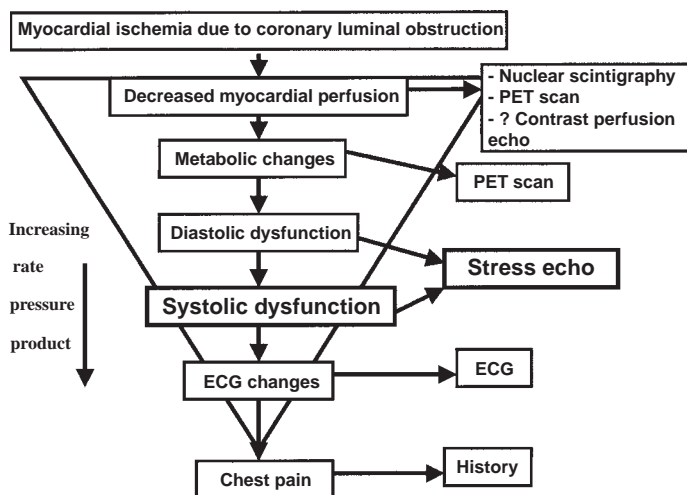 Myocardial ischemia due to coronary luminal obstruction
Decreased myocardial perfusion
- Nuclear scintigraphy
- PET scan
- ? Contrast perfusion
echo
Metabolic changes
PET scan
Diastolic dysfunction
Stress echo
Systolic dysfunction
Increasing
rate
pressure
product
ECG changes
ECG
Chest pain
History